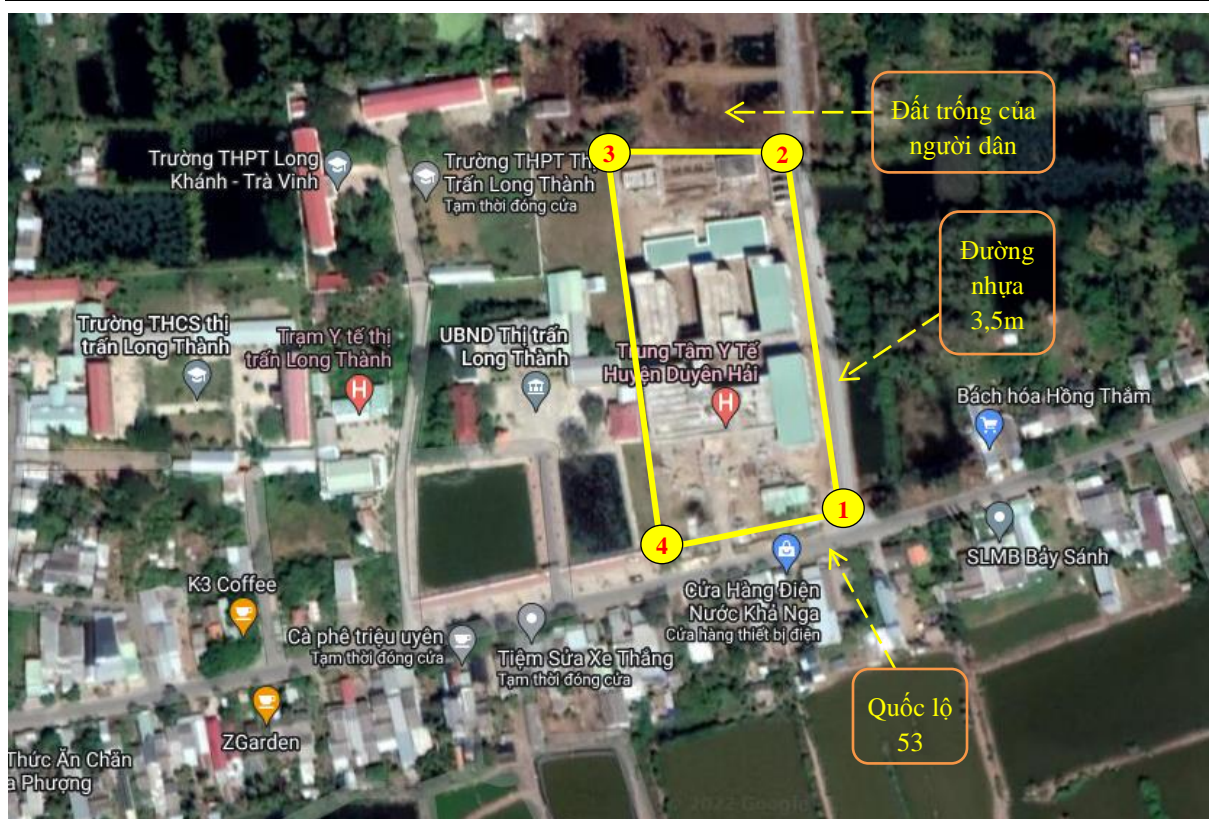 Đất trống của
người dân
3
2
Trường THPT Long
Khánh - Trà Vinh
Trường THPT Thị
Trấn Long Thành
Tạm thời đóng cửa
Đường
nhựa
3,5m
Trường THCS thị
trấn Long Thành
Trạm Y tế thị
trấn Long Thành
UBND Thị trấn
Long Thành
Trung Tâm Y Tế
Huyện Duyên Hải
Bách hóa Hồng Thắm
1
4
SLMB Bảy Sánh
K3 Coffee
Cửa Hàng Điện
Nước Khả Nga
Cửa hàng thiết bị điện
Cà phê triệu uyên
Tạm thời đóng cửa
Tiệm Sửa Xe Thắng
Tạm thời đóng cửa
Quốc lộ
53
ZGarden
Thức Ăn Chăn
a Phượng
© 2022 Google